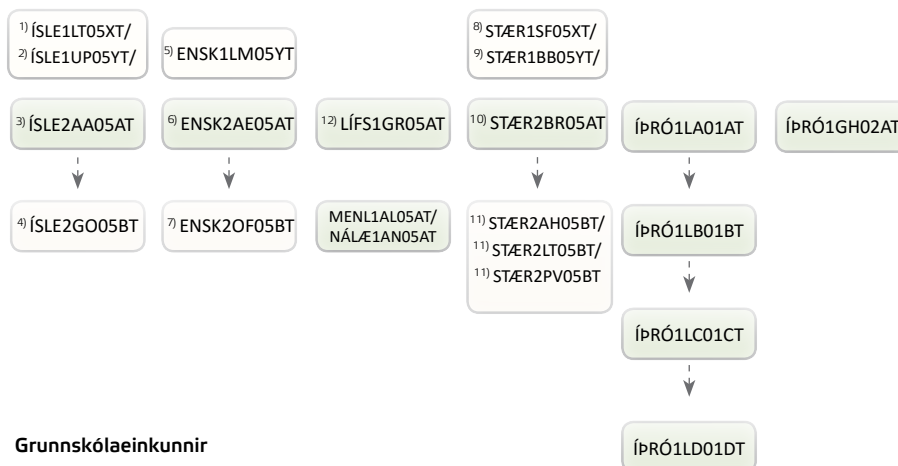 1) ÍSLE1LT05XT/
2) ÍSLE1UP05YT/
5) ENSK1LM05YT
8) STÆR1SF05XT/
9) STÆR1BB05YT/
3) ÍSLE2AA05AT
6) ENSK2AE05AT
12) LÍFS1GR05AT
10) STÆR2BR05AT
ÍÞRÓ1LA01AT
ÍÞRÓ1GH02AT
4) ÍSLE2GO05BT
7) ENSK2OF05BT
MENL1AL05AT/
NÁLÆ1AN05AT
11) STÆR2AH05BT/
11) STÆR2LT05BT/
11) STÆR2PV05BT
ÍÞRÓ1LB01BT
ÍÞRÓ1LC01CT
Grunnskólaeinkunnir
ÍÞRÓ1LD01DT